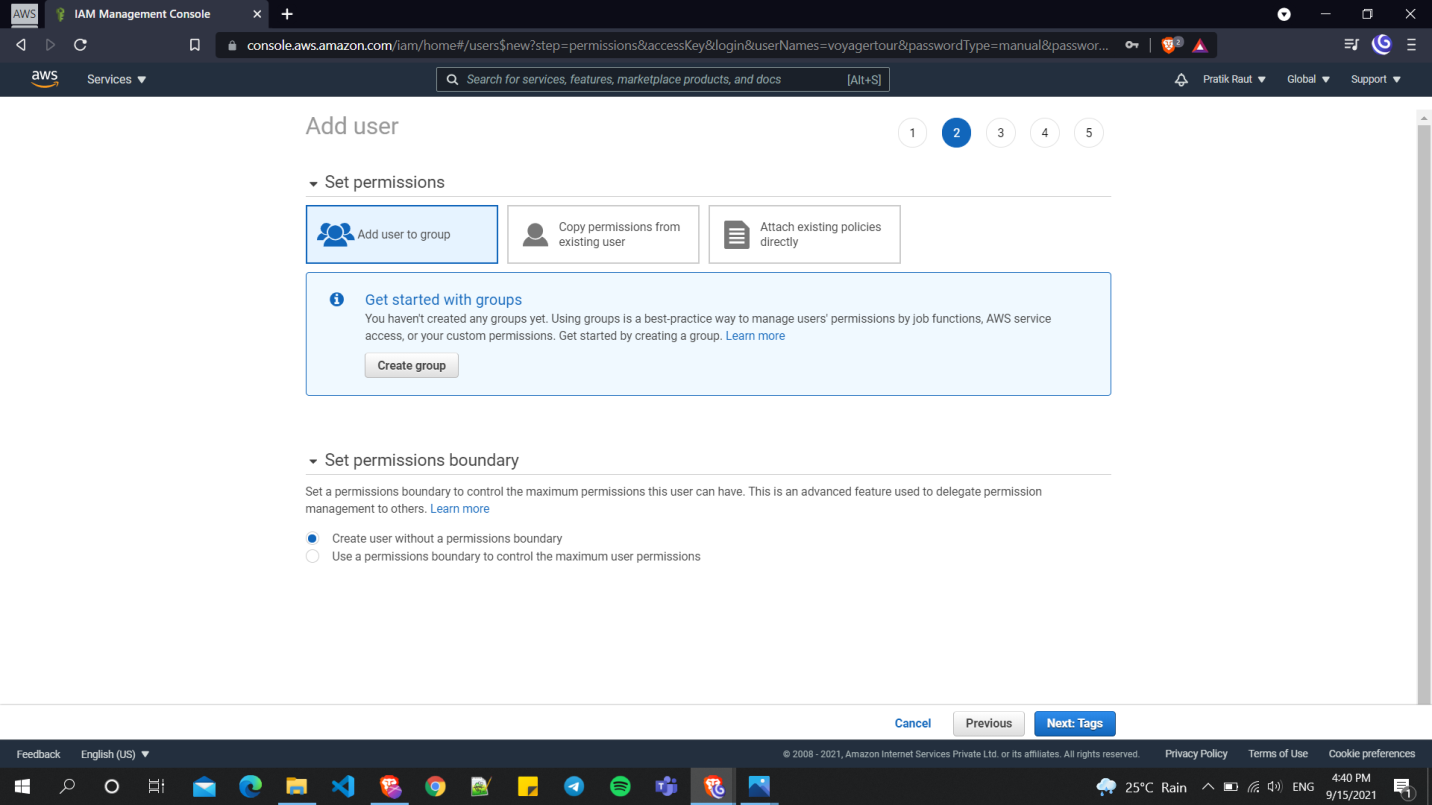 AWS
IAM Management Console
console.aws.amazon.com/iam/home#/users$new?step=permissions&accessKey&login&userNames=voyagertour&passwordType=manual&passwor...
2
aws
Services
Search for services, features, marketplace products, and docs
[Alt+S]
Pratik Raut
Global
Support
Add user
1 2 3 4 5
Set permissions
Add user to group
Copy permissions from
existing user
Attach existing policies
directly
Get started with groups
You haven't created any groups yet. Using groups is a best-practice way to manage users' permissions by job functions, AWS service
access, or your custom permissions. Get started by creating a group. Learn more
Create group
Set permissions boundary
Set a permissions boundary to control the maximum permissions this user can have. This is an advanced feature used to delegate permission
management to others. Learn more
Create user without a permissions boundary
Use a permissions boundary to control the maximum user permissions
Cancel
Previous
Next: Tags
Feedback
English (US)
© 2008 - 2021, Amazon Internet Services Private Ltd. or its affiliates. All rights reserved.
Privacy Policy
Terms of Use
Cookie preferences
25°C Rain
ENG
4:40 PM
9/15/2021
1